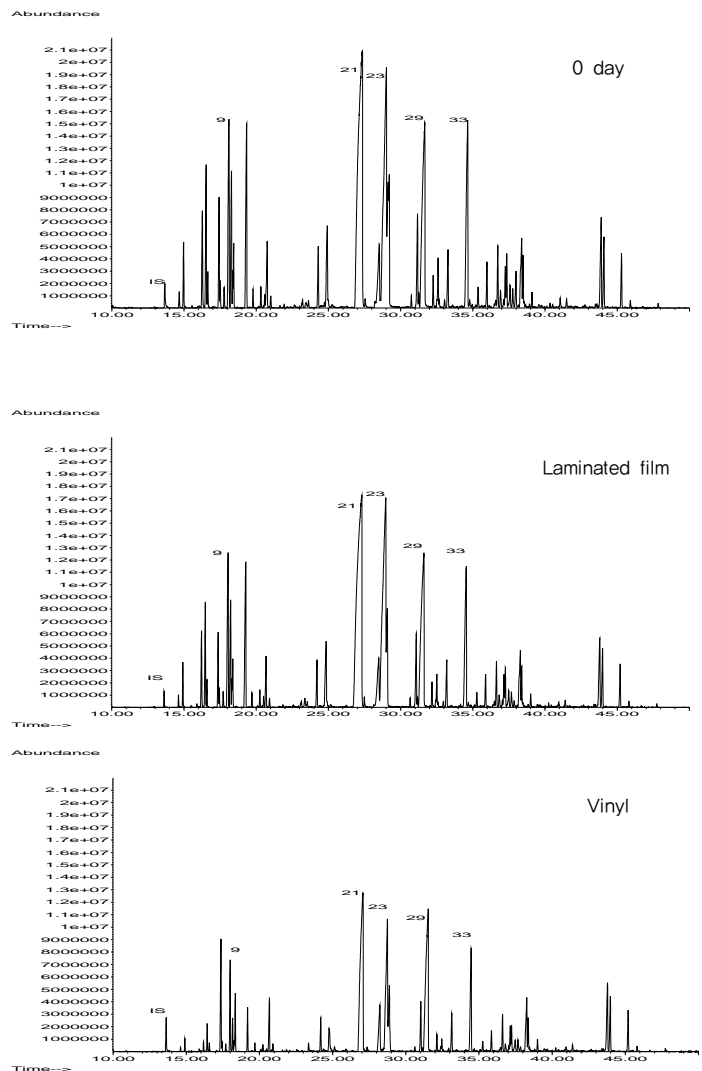 Abundance
0 day
2.1e+07
2e+07
1.9e+07
1.8e+07
1.7e+07
1.6e+07
1.5e+07
1.4e+07
1.3e+07
1.2e+07
1.1e+07
1e+07
9000000
8000000
7000000
6000000
5000000
4000000
3000000
2000000
1000000
21
23
9
29
33
IS
10.00 15.00 20.00 25.00 30.00 35.00 40.00 45.00
Time-->
Abundance
Laminated film
2.1e+07
2e+07
1.9e+07
1.8e+07
1.7e+07
1.6e+07
1.5e+07
1.4e+07
1.3e+07
1.2e+07
1.1e+07
1e+07
9000000
8000000
7000000
6000000
5000000
4000000
3000000
2000000
1000000
23
21
29
33
9
IS
10.00 15.00 20.00 25.00 30.00 35.00 40.00 45.00
Time-->
Abundance
Vinyl
2.1e+07
2e+07
1.9e+07
1.8e+07
1.7e+07
1.6e+07
1.5e+07
1.4e+07
1.3e+07
1.2e+07
1.1e+07
1e+07
9000000
8000000
7000000
6000000
5000000
4000000
3000000
2000000
1000000
21
23
29
33
9
IS
10.00 15.00 20.00 25.00 30.00 35.00 40.00 45.00
Time-->